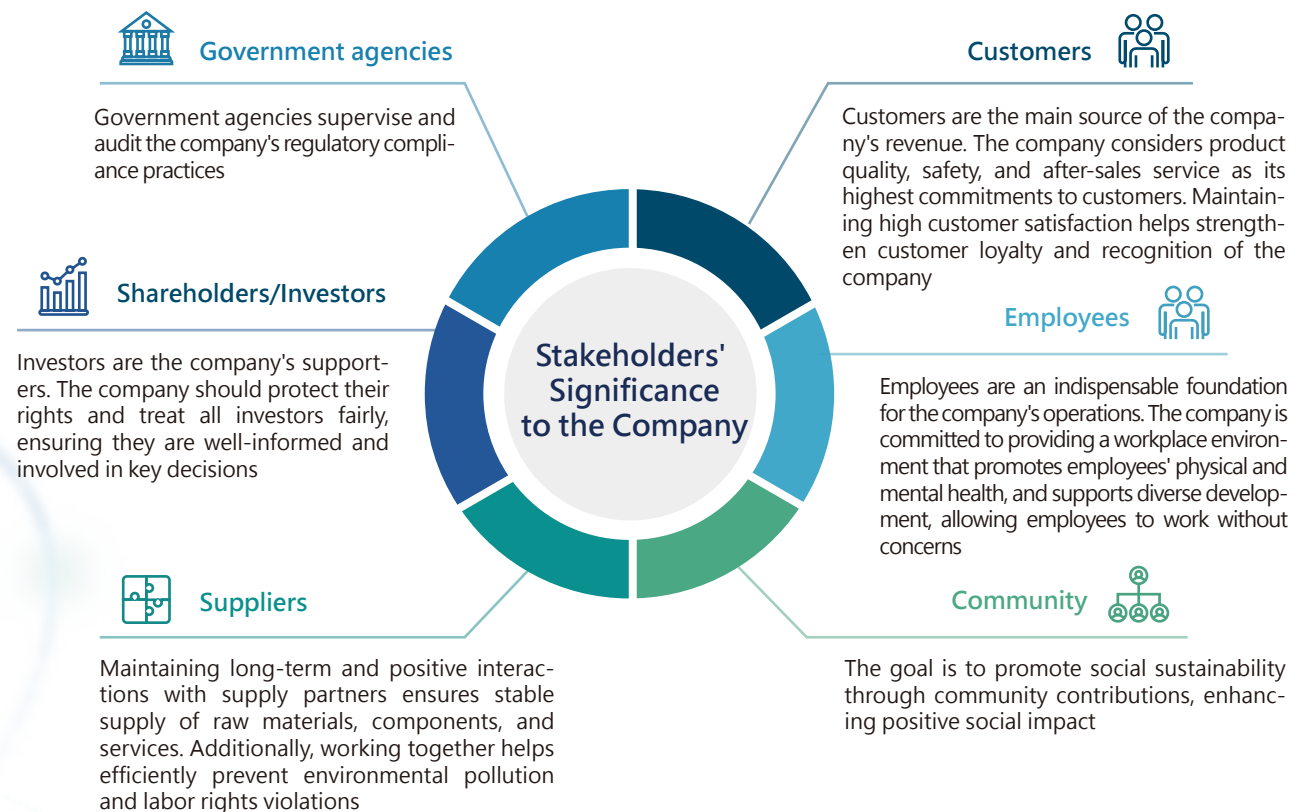 Government agencies
Government agencies supervise and
audit the company's regulatory compli-
ance practices
Shareholders/Investors
Investors are the company's support-
ers. The company should protect their
rights and treat all investors fairly,
ensuring they are well-informed and
involved in key decisions
Suppliers
Maintaining long-term and positive interac-
tions with supply partners ensures stable
supply of raw materials, components, and
services. Additionally, working together helps
efficiently prevent environmental pollution
and labor rights violations
Stakeholders'
Significance
to the Company
Customers
Customers are the main source of the compa-
ny's revenue. The company considers product
quality, safety, and after-sales service as its
highest commitments to customers. Maintain-
ing high customer satisfaction helps strength-
en customer loyalty and recognition of the
company
Employees
Employees are an indispensable foundation
for the company's operations. The company is
committed to providing a workplace environ-
ment that promotes employees' physical and
mental health, and supports diverse develop-
ment, allowing employees to work without
concerns
Community
The goal is to promote social sustainability
through community contributions, enhanc-
ing positive social impact